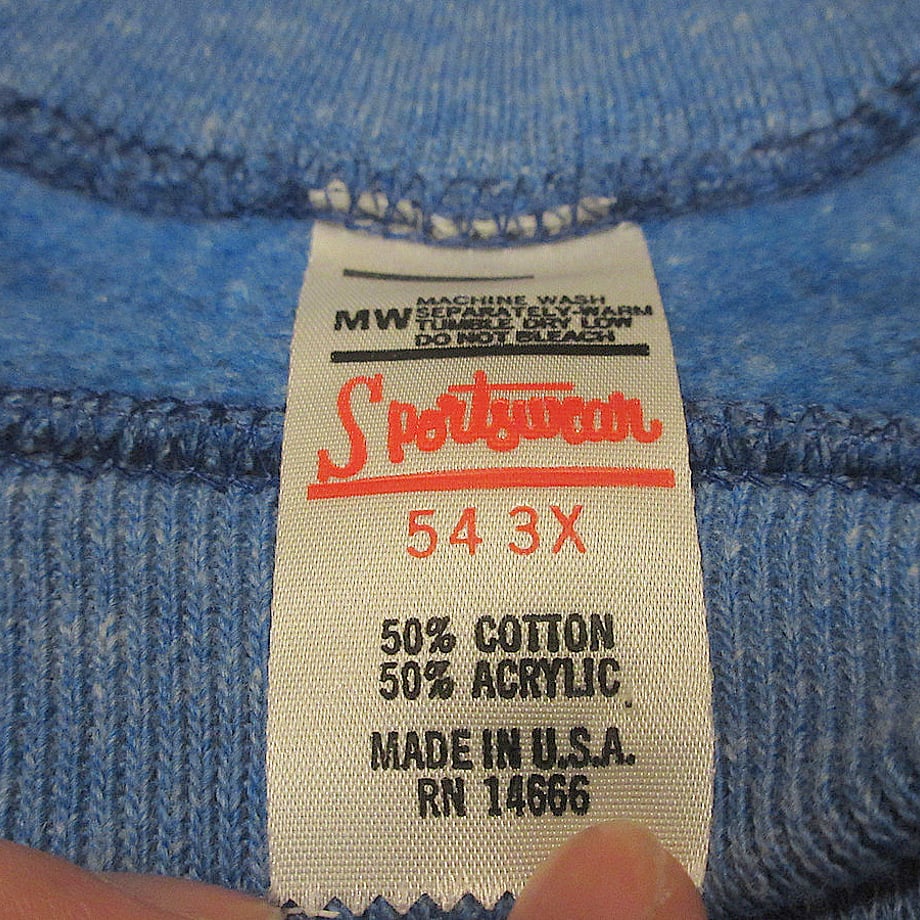 MW
MACHINE WASH
SEPARATELY-WARM
TUMBLE DRY LOW
DO NOT BLEACH
Sportswear
54 3X
50% COTTON
50% ACRYLIC
MADE IN U.S.A.
RN 14666